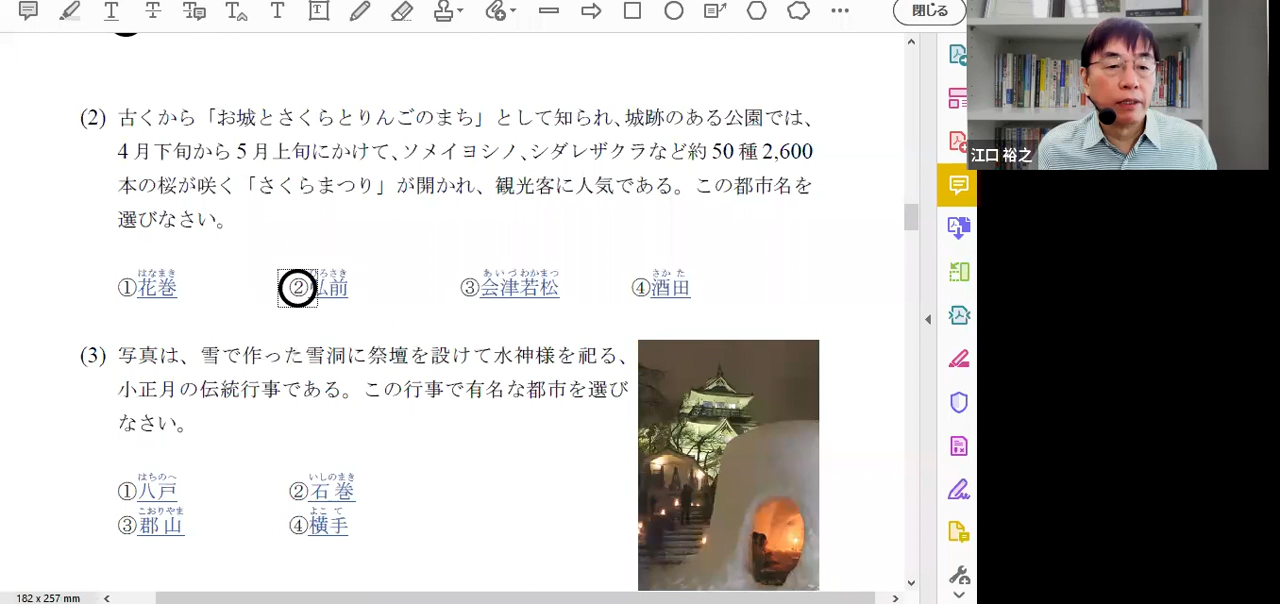 閉じる
(2) 古くから「お城とさくらとりんごのまち」として知られ、城跡のある公園では、
4月下旬から5月上旬にかけて、ソメイヨシノ、シダレザクラなど約50種2,600
本の桜が咲く「さくらまつり」が開かれ、観光客に人気である。この都市名を
選びなさい。
はなまき ろさき あいづわかまつ さかた
①花巻 ②弘前 ③会津若松 ④酒田
(3) 写真は、雪で作った雪洞に祭壇を設けて水神様を祀る、
小正月の伝統行事である。この行事で有名な都市を選び
なさい。
はちのへ いしのまき
①八戸 ②石巻
こおりやま よこて
③郡山 ④横手
182 x 257 mm
江口 裕之